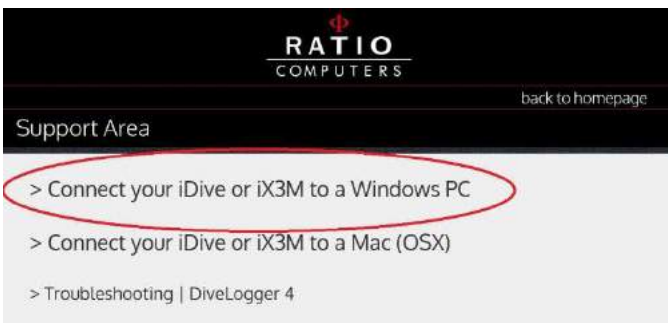 RATIO
COMPUTERS
back to homepage
Support Area
> Connect your iDive or iX3M to a Windows PC
> Connect your iDive or iX3M to a Mac (OSX)
> Troubleshooting | DiveLogger 4